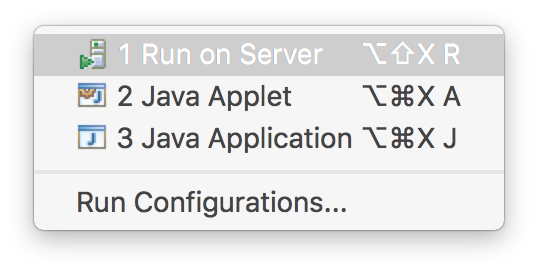 1 Run on Server ⌥⇧X R
2 Java Applet ⌥⌘X A
3 Java Application ⌥⌘X J
Run Configurations...